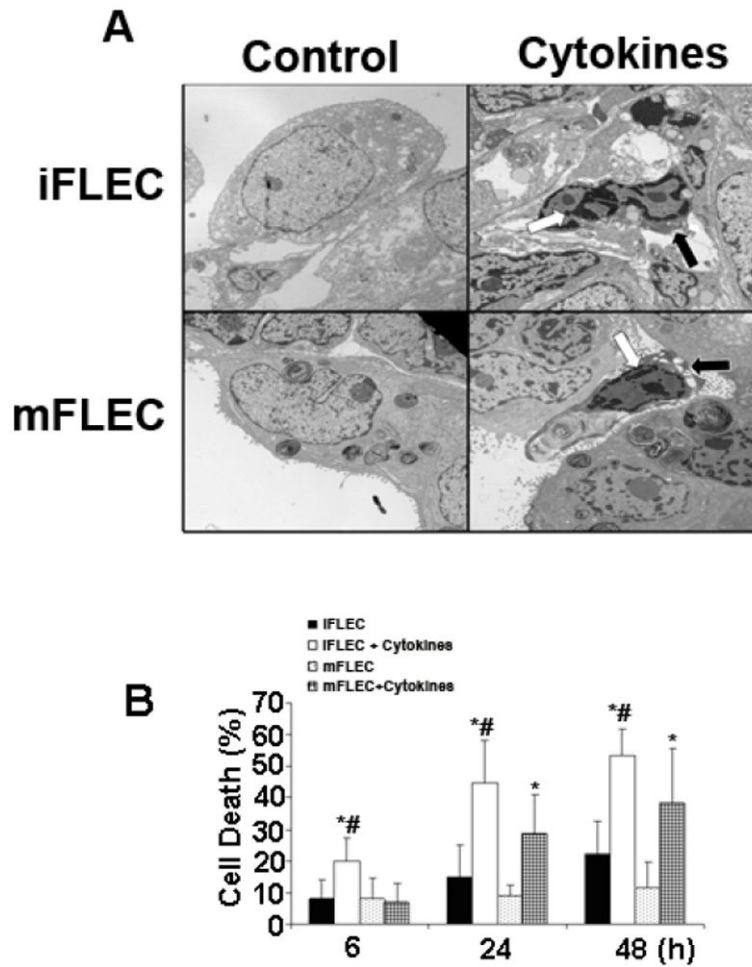 A
Control Cytokines
iFLEC
mFLEC
IFLEC
IFLEC + Cytokines
mFLEC
mFLEC+Cytokines
B
Cell Death (%)
70
60
50
40
30
20
10
0
*#
*#
*
*#
*
6 24 48 (h)